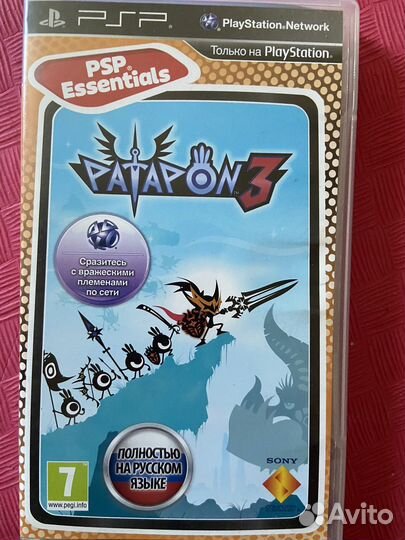 PSP
PlayStation®Network
Только на PlayStation®
PSP®
Essentials
PATAPON™3
Сразитесь
с вражескими
племенами
по сети
ПОЛНОСТЬЮ
НА РУССКОМ
ЯЗЫКЕ
7
www.pegi.info
SONY
Avito